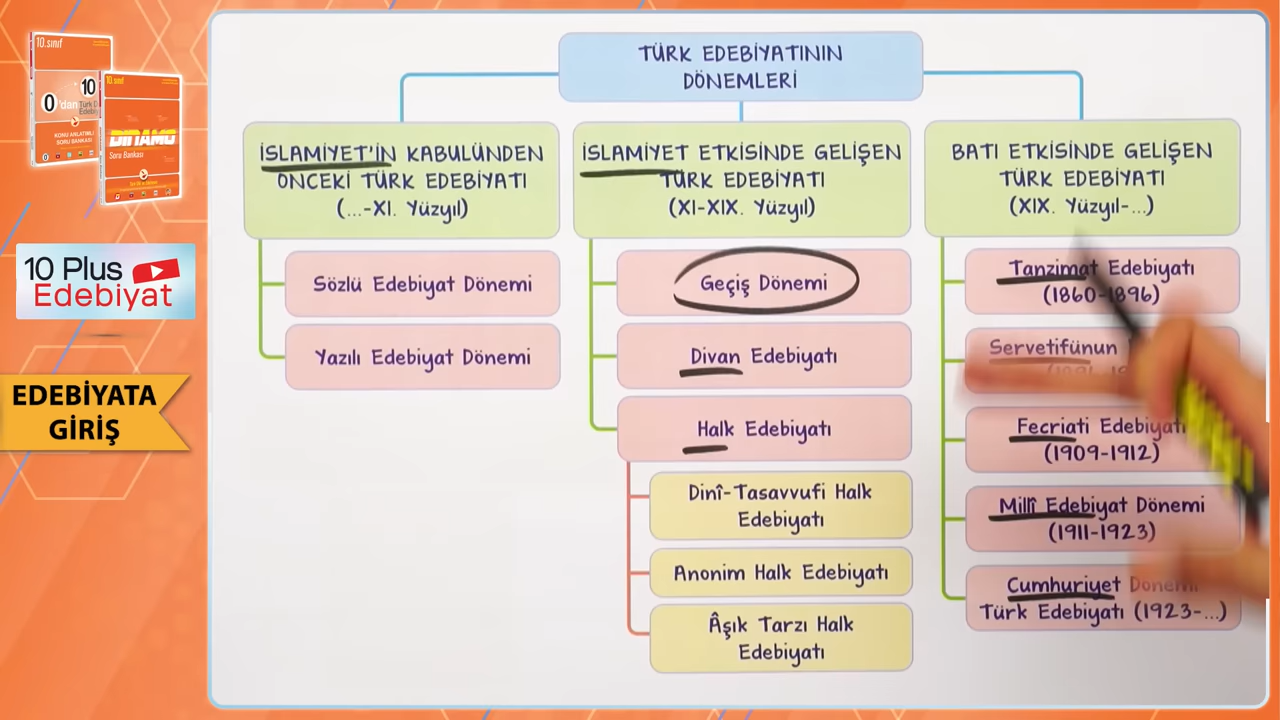 10.sınıf
0'dan 10
KONU ANLATIMLI
SORU BANKASI
10.sınıf
DİNAMO
Soru Bankası
10 Plus
Edebiyat
EDEBİYATA
GİRİŞ
TÜRK EDEBİYATININ
DÖNEMLERİ
İSLAMİYET'İN KABULÜNDEN
ÖNCEKİ TÜRK EDEBİYATI
(...-XI. Yüzyıl)
Sözlü Edebiyat Dönemi
Yazılı Edebiyat Dönemi
İSLAMİYET ETKİSİNDE GELİŞEN
TÜRK EDEBİYATI
(XI-XIX. Yüzyıl)
Geçiş Dönemi
Divan Edebiyatı
Halk Edebiyatı
Dinî-Tasavvufi Halk
Edebiyatı
Anonim Halk Edebiyatı
Âşık Tarzı Halk
Edebiyatı
BATI ETKİSİNDE GELİŞEN
TÜRK EDEBİYATI
(XIX. Yüzyıl-...)
Tanzimat Edebiyatı
(1860-1896)
Servetifünun
Fecriati Edebiyatı
(1909-1912)
Millî Edebiyat Dönemi
(1911-1923)
Cumhuriyet Dönemi
Türk Edebiyatı (1923-...)